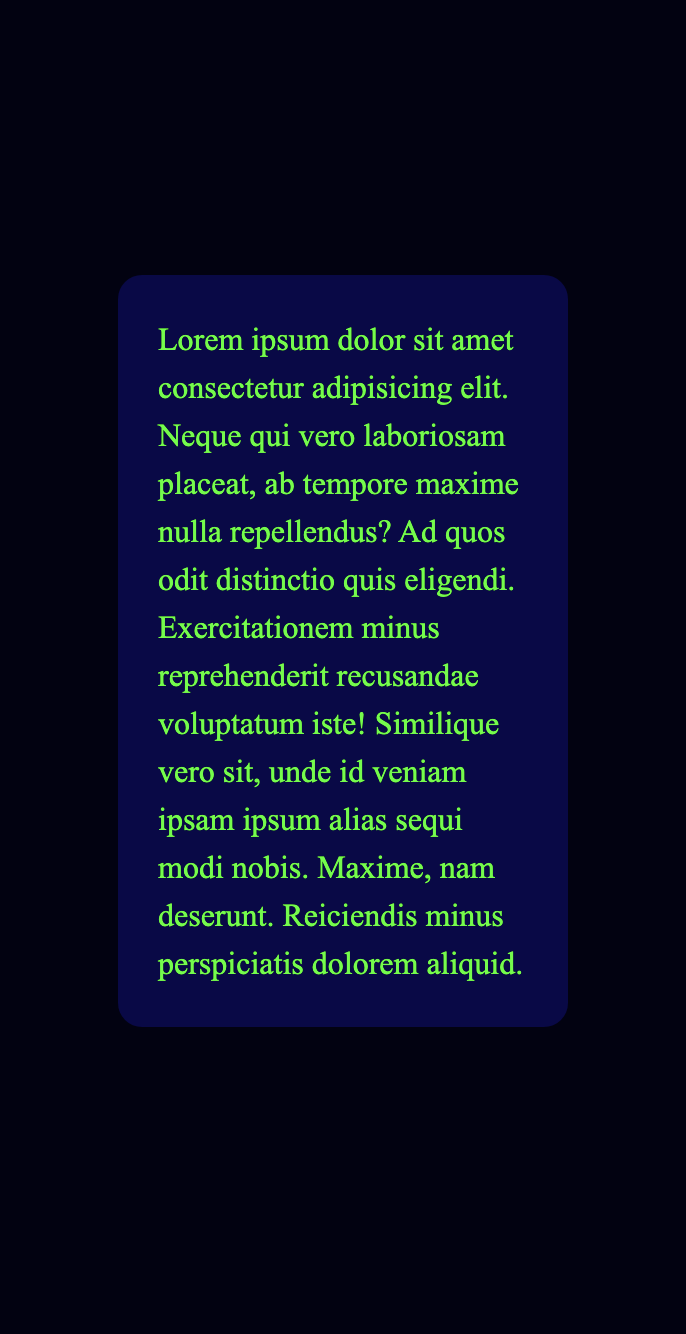 Lorem ipsum dolor sit amet
consectetur adipisicing elit.
Neque qui vero laboriosam
placeat, ab tempore maxime
nulla repellendus? Ad quos
odit distinctio quis eligendi.
Exercitationem minus
reprehenderit recusandae
voluptatum iste! Similique
vero sit, unde id veniam
ipsam ipsum alias sequi
modi nobis. Maxime, nam
deserunt. Reiciendis minus
perspiciatis dolorem aliquid.